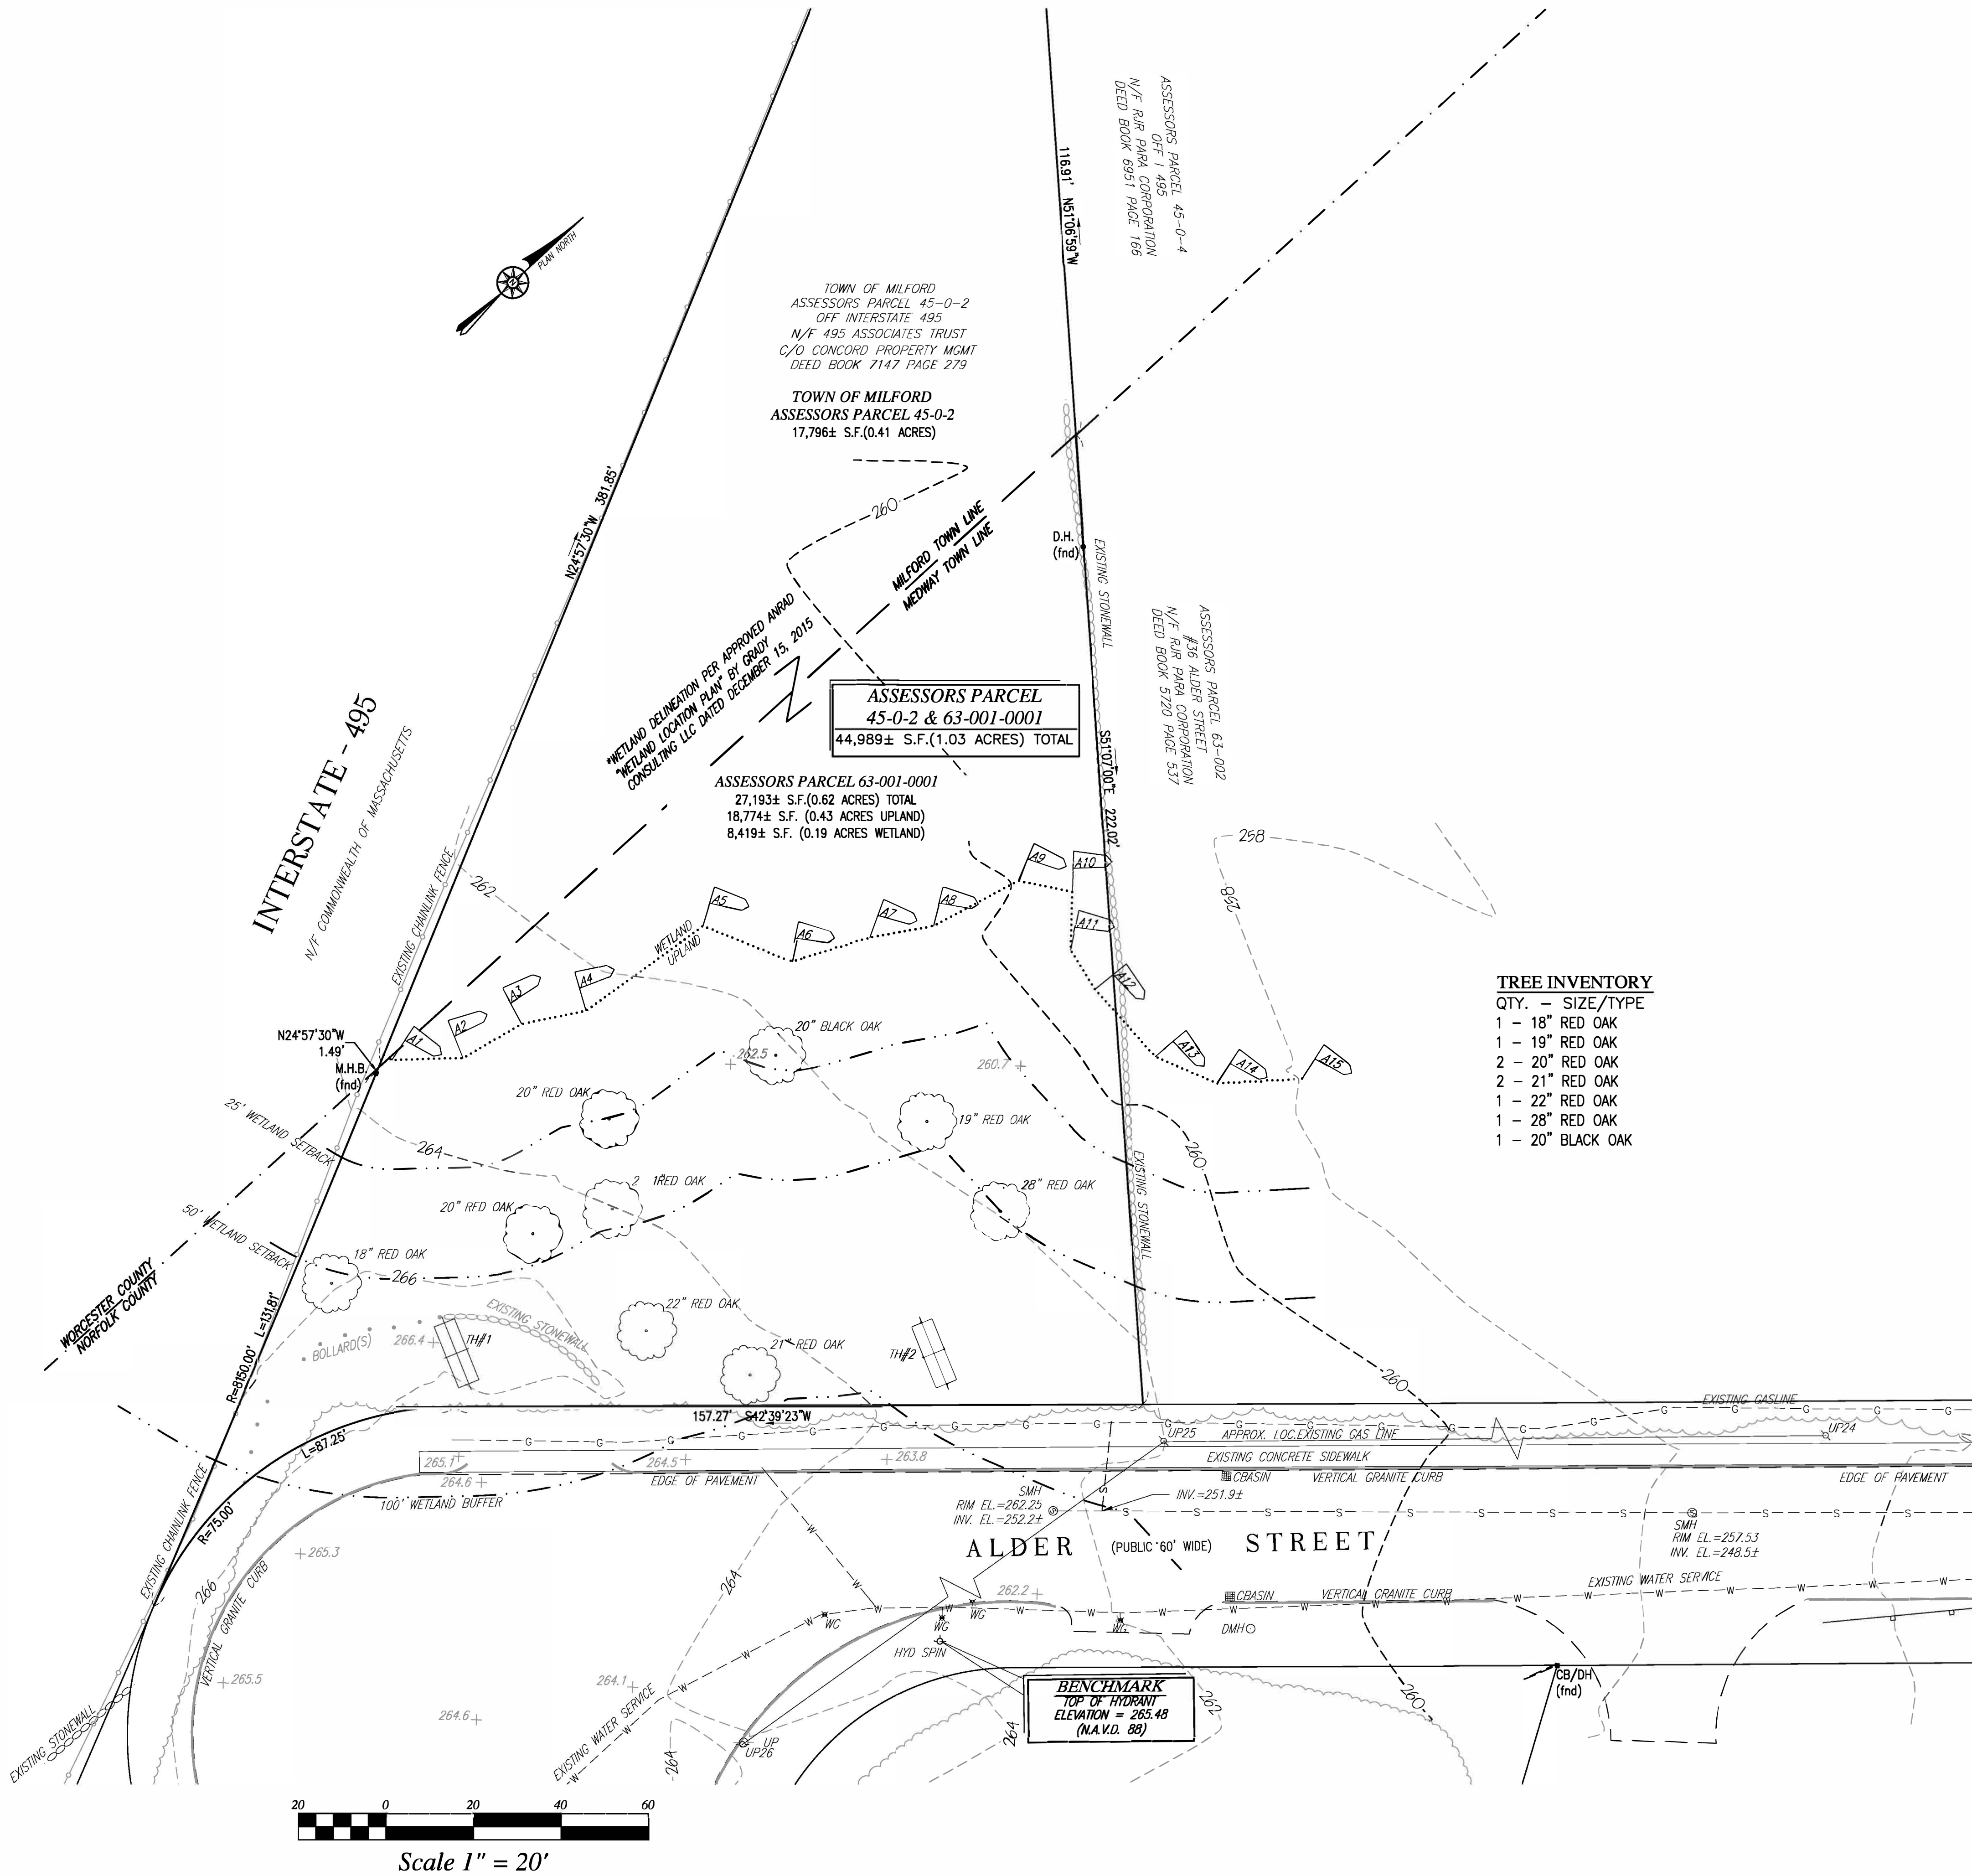 ASSESSORS PARCEL 45-0-4
OFF I 495
N/F RJR PARA CORPORATION
DEED BOOK 6951 PAGE 166
116.91' N51°06'59"W
PLAN NORTH
N
TOWN OF MILFORD
ASSESSORS PARCEL 45-0-2
OFF INTERSTATE 495
N/F 495 ASSOCIATES TRUST
C/O CONCORD PROPERTY MGMT
DEED BOOK 7147 PAGE 279
TOWN OF MILFORD
ASSESSORS PARCEL 45-0-2
17,796± S.F.(0.41 ACRES)
N24°57'30"W 381.85'
260
MILFORD TOWN LINE
MEDWAY TOWN LINE
D.H.
(fnd)
EXISTING STONEWALL
*WETLAND DELINEATION PER APPROVED ANRAD
"WETLAND LOCATION PLAN" BY GRADY
CONSULTING LLC DATED DECEMBER 15, 2015
ASSESSORS PARCEL 63-002
#36 ALDER STREET
N/F RJR PARA CORPORATION
DEED BOOK 5720 PAGE 537
ASSESSORS PARCEL
45-0-2 & 63-001-0001
44,989± S.F.(1.03 ACRES) TOTAL
S51°07'00"E 222.02'
ASSESSORS PARCEL 63-001-0001
27,193± S.F.(0.62 ACRES) TOTAL
18,774± S.F. (0.43 ACRES UPLAND)
8,419± S.F. (0.19 ACRES WETLAND)
INTERSTATE - 495
N/F COMMONWEALTH OF MASSACHUSETTS
EXISTING CHAINLINK FENCE
262
258
258
A1
A2
A3
A4
A5
A6
A7
A8
A9
A10
A11
A12
A13
A14
A15
WETLAND
UPLAND
TREE INVENTORY
QTY. - SIZE/TYPE
1 - 18" RED OAK
1 - 19" RED OAK
2 - 20" RED OAK
2 - 21" RED OAK
1 - 22" RED OAK
1 - 28" RED OAK
1 - 20" BLACK OAK
N24°57'30"W
1.49'
M.H.B.
(fnd)
20" BLACK OAK
262.5
260.7
20" RED OAK
19" RED OAK
25' WETLAND SETBACK
264
260
EXISTING STONEWALL
2 1"RED OAK
28" RED OAK
20" RED OAK
50' WETLAND SETBACK
18" RED OAK
266
WORCESTER COUNTY
NORFOLK COUNTY
R=8150.00' L=131.81'
EXISTING STONEWALL
BOLLARD(S)
266.4
TH#1
22" RED OAK
21" RED OAK
TH#2
260
EXISTING GASLINE
157.27' S42°39'23"W
G G G G G G G G G G G G G G G G G G G G
UP25
APPROX. LOC.EXISTING GAS LINE
UP24
L=87.25'
R=75.00'
EXISTING CONCRETE SIDEWALK
265.1
264.5
263.8
264.6
EDGE OF PAVEMENT
CBASIN
VERTICAL GRANITE CURB
EDGE OF PAVEMENT
100' WETLAND BUFFER
SMH
RIM EL.=262.25
INV. EL.=252.2±
INV.=251.9±
S S S S S S S S S S S S
SMH
RIM EL.=257.53
INV. EL.=248.5±
ALDER (PUBLIC 60' WIDE) STREET
265.3
EXISTING CHAINLINK FENCE
266
VERTICAL GRANITE CURB
264
262.2
CBASIN
VERTICAL GRANITE CURB
EXISTING WATER SERVICE
W W W W W W W W W W W W W W W W W W W W W W W
WG
WG
WG
WG
DMH
HYD SPIN
265.5
264.1
264.6
EXISTING WATER SERVICE
264
UP
UP26
264
262
260
BENCHMARK
TOP OF HYDRANT
ELEVATION = 265.48
(N.A.V.D. 88)
CB/DH
(fnd)
EXISTING STONEWALL
20 0 20 40 60
Scale 1" = 20'